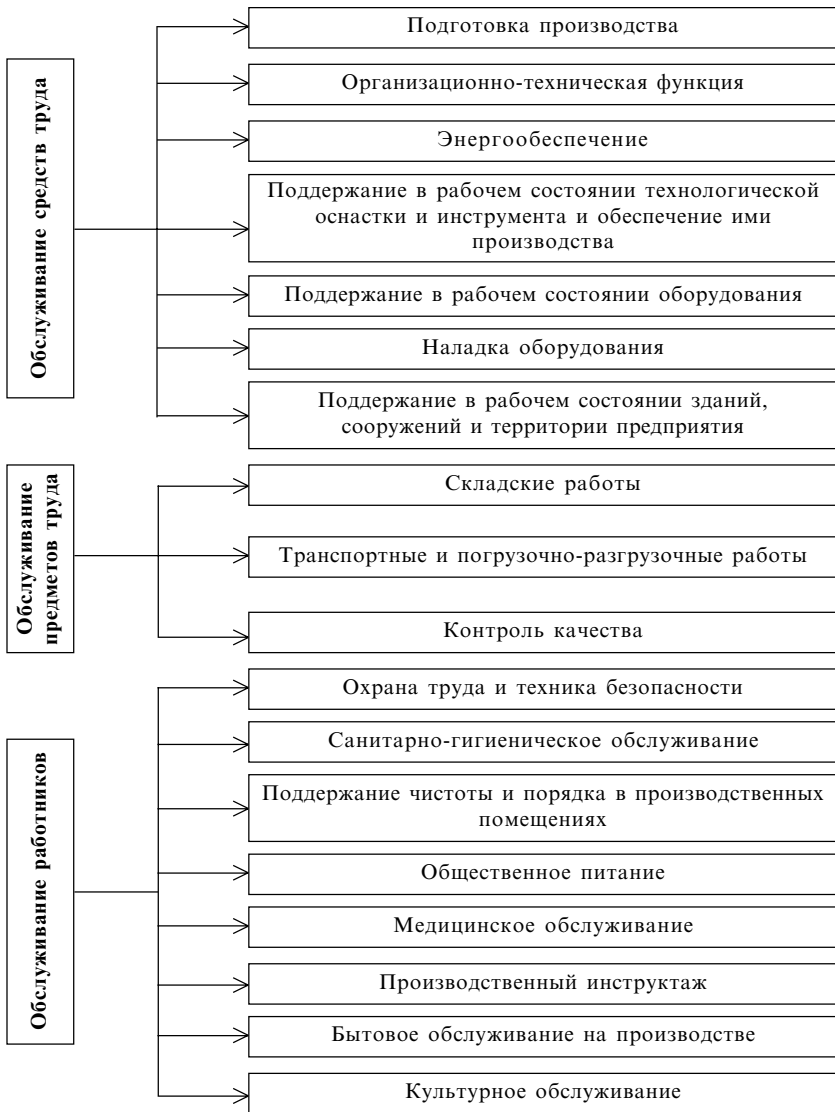 Обслуживание средств труда
Подготовка производства
Организационно-техническая функция
Энергообеспечение
Поддержание в рабочем состоянии технологической
оснастки и инструмента и обеспечение ими
производства
Поддержание в рабочем состоянии оборудования
Наладка оборудования
Поддержание в рабочем состоянии зданий,
сооружений и территории предприятия
Обслуживание
предметов труда
Складские работы
Транспортные и погрузочно-разгрузочные работы
Контроль качества
Обслуживание работников
Охрана труда и техника безопасности
Санитарно-гигиеническое обслуживание
Поддержание чистоты и порядка в производственных
помещениях
Общественное питание
Медицинское обслуживание
Производственный инструктаж
Бытовое обслуживание на производстве
Культурное обслуживание